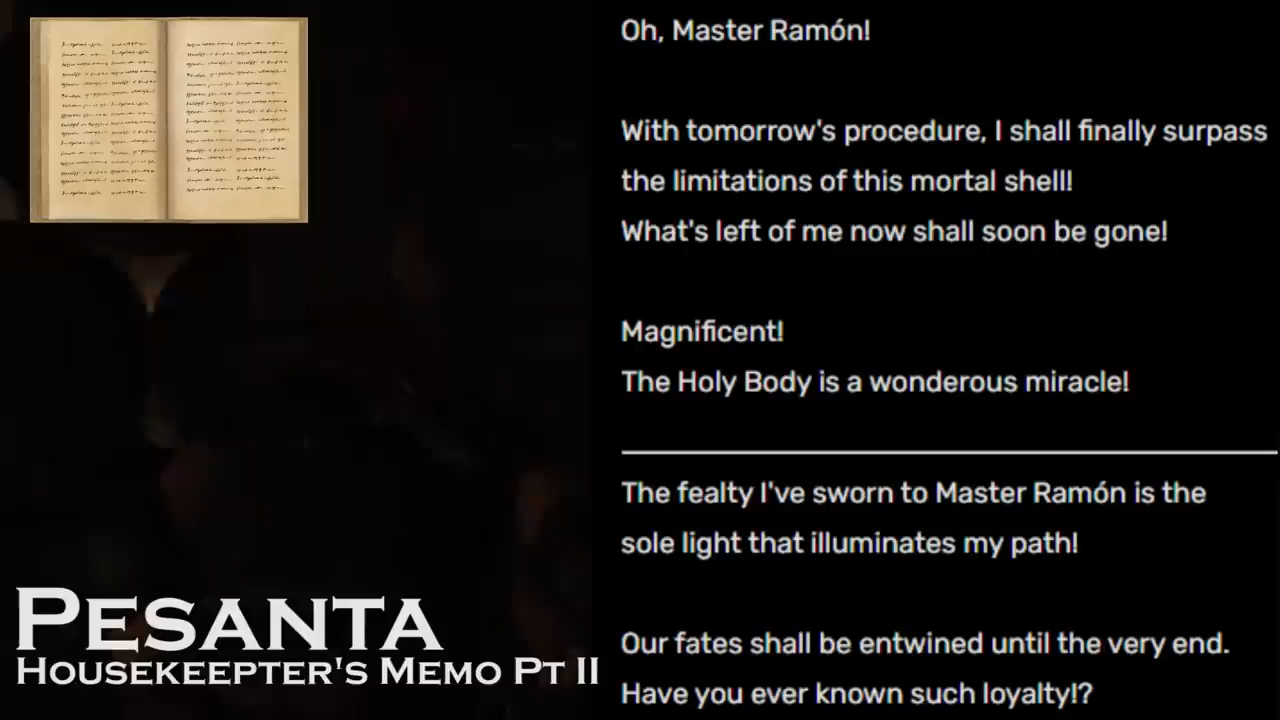 Oh, Master Ramón!
With tomorrow's procedure, I shall finally surpass
the limitations of this mortal shell!
What's left of me now shall soon be gone!
Magnificent!
The Holy Body is a wonderous miracle!
The fealty I've sworn to Master Ramón is the
sole light that illuminates my path!
Our fates shall be entwined until the very end.
Have you ever known such loyalty!?
Pesanta
Housekeepter's Memo Pt II